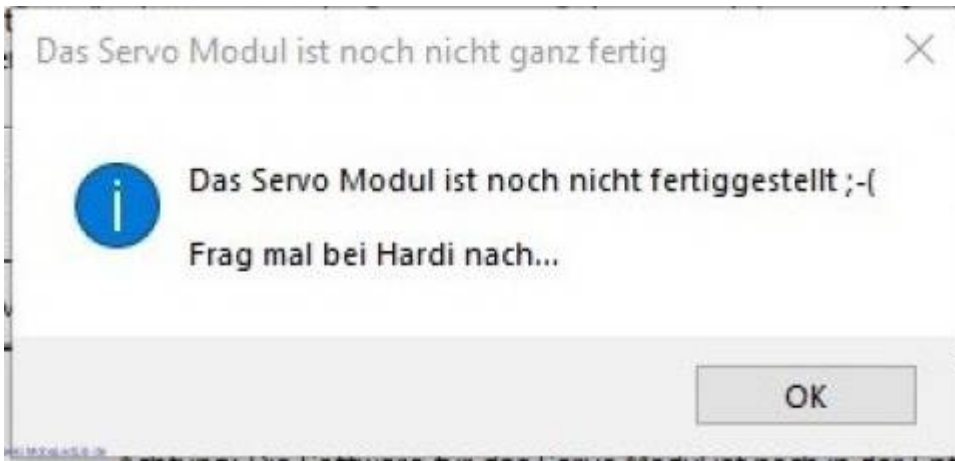 Das Servo Modul ist noch nicht ganz fertig
Das Servo Modul ist noch nicht fertiggestellt ;-(
Frag mal bei Hardi nach...
OK